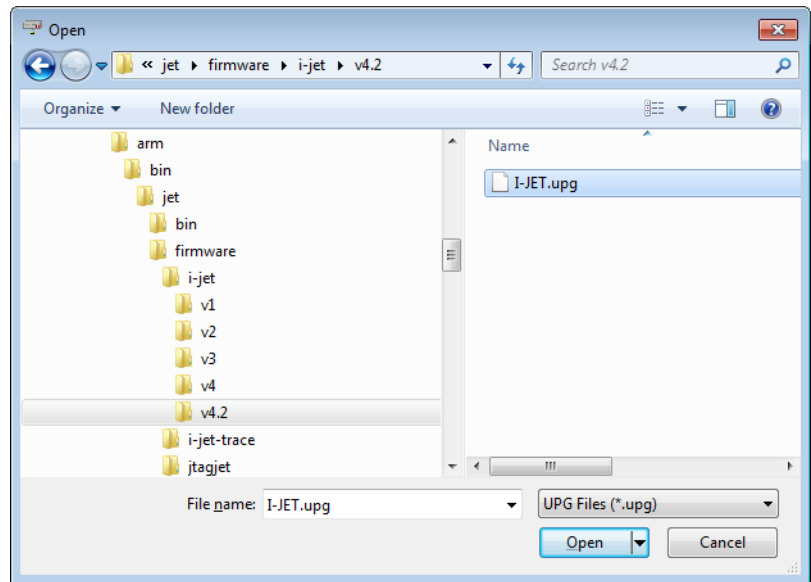 Open
« jet firmware i-jet v4.2 Search v4.2
Organize New folder
arm
bin
jet
bin
firmware
i-jet
v1
v2
v3
v4
v4.2
i-jet-trace
jtagjet
Name
I-JET.upg
File name: I-JET.upg UPG Files (*.upg)
Open Cancel